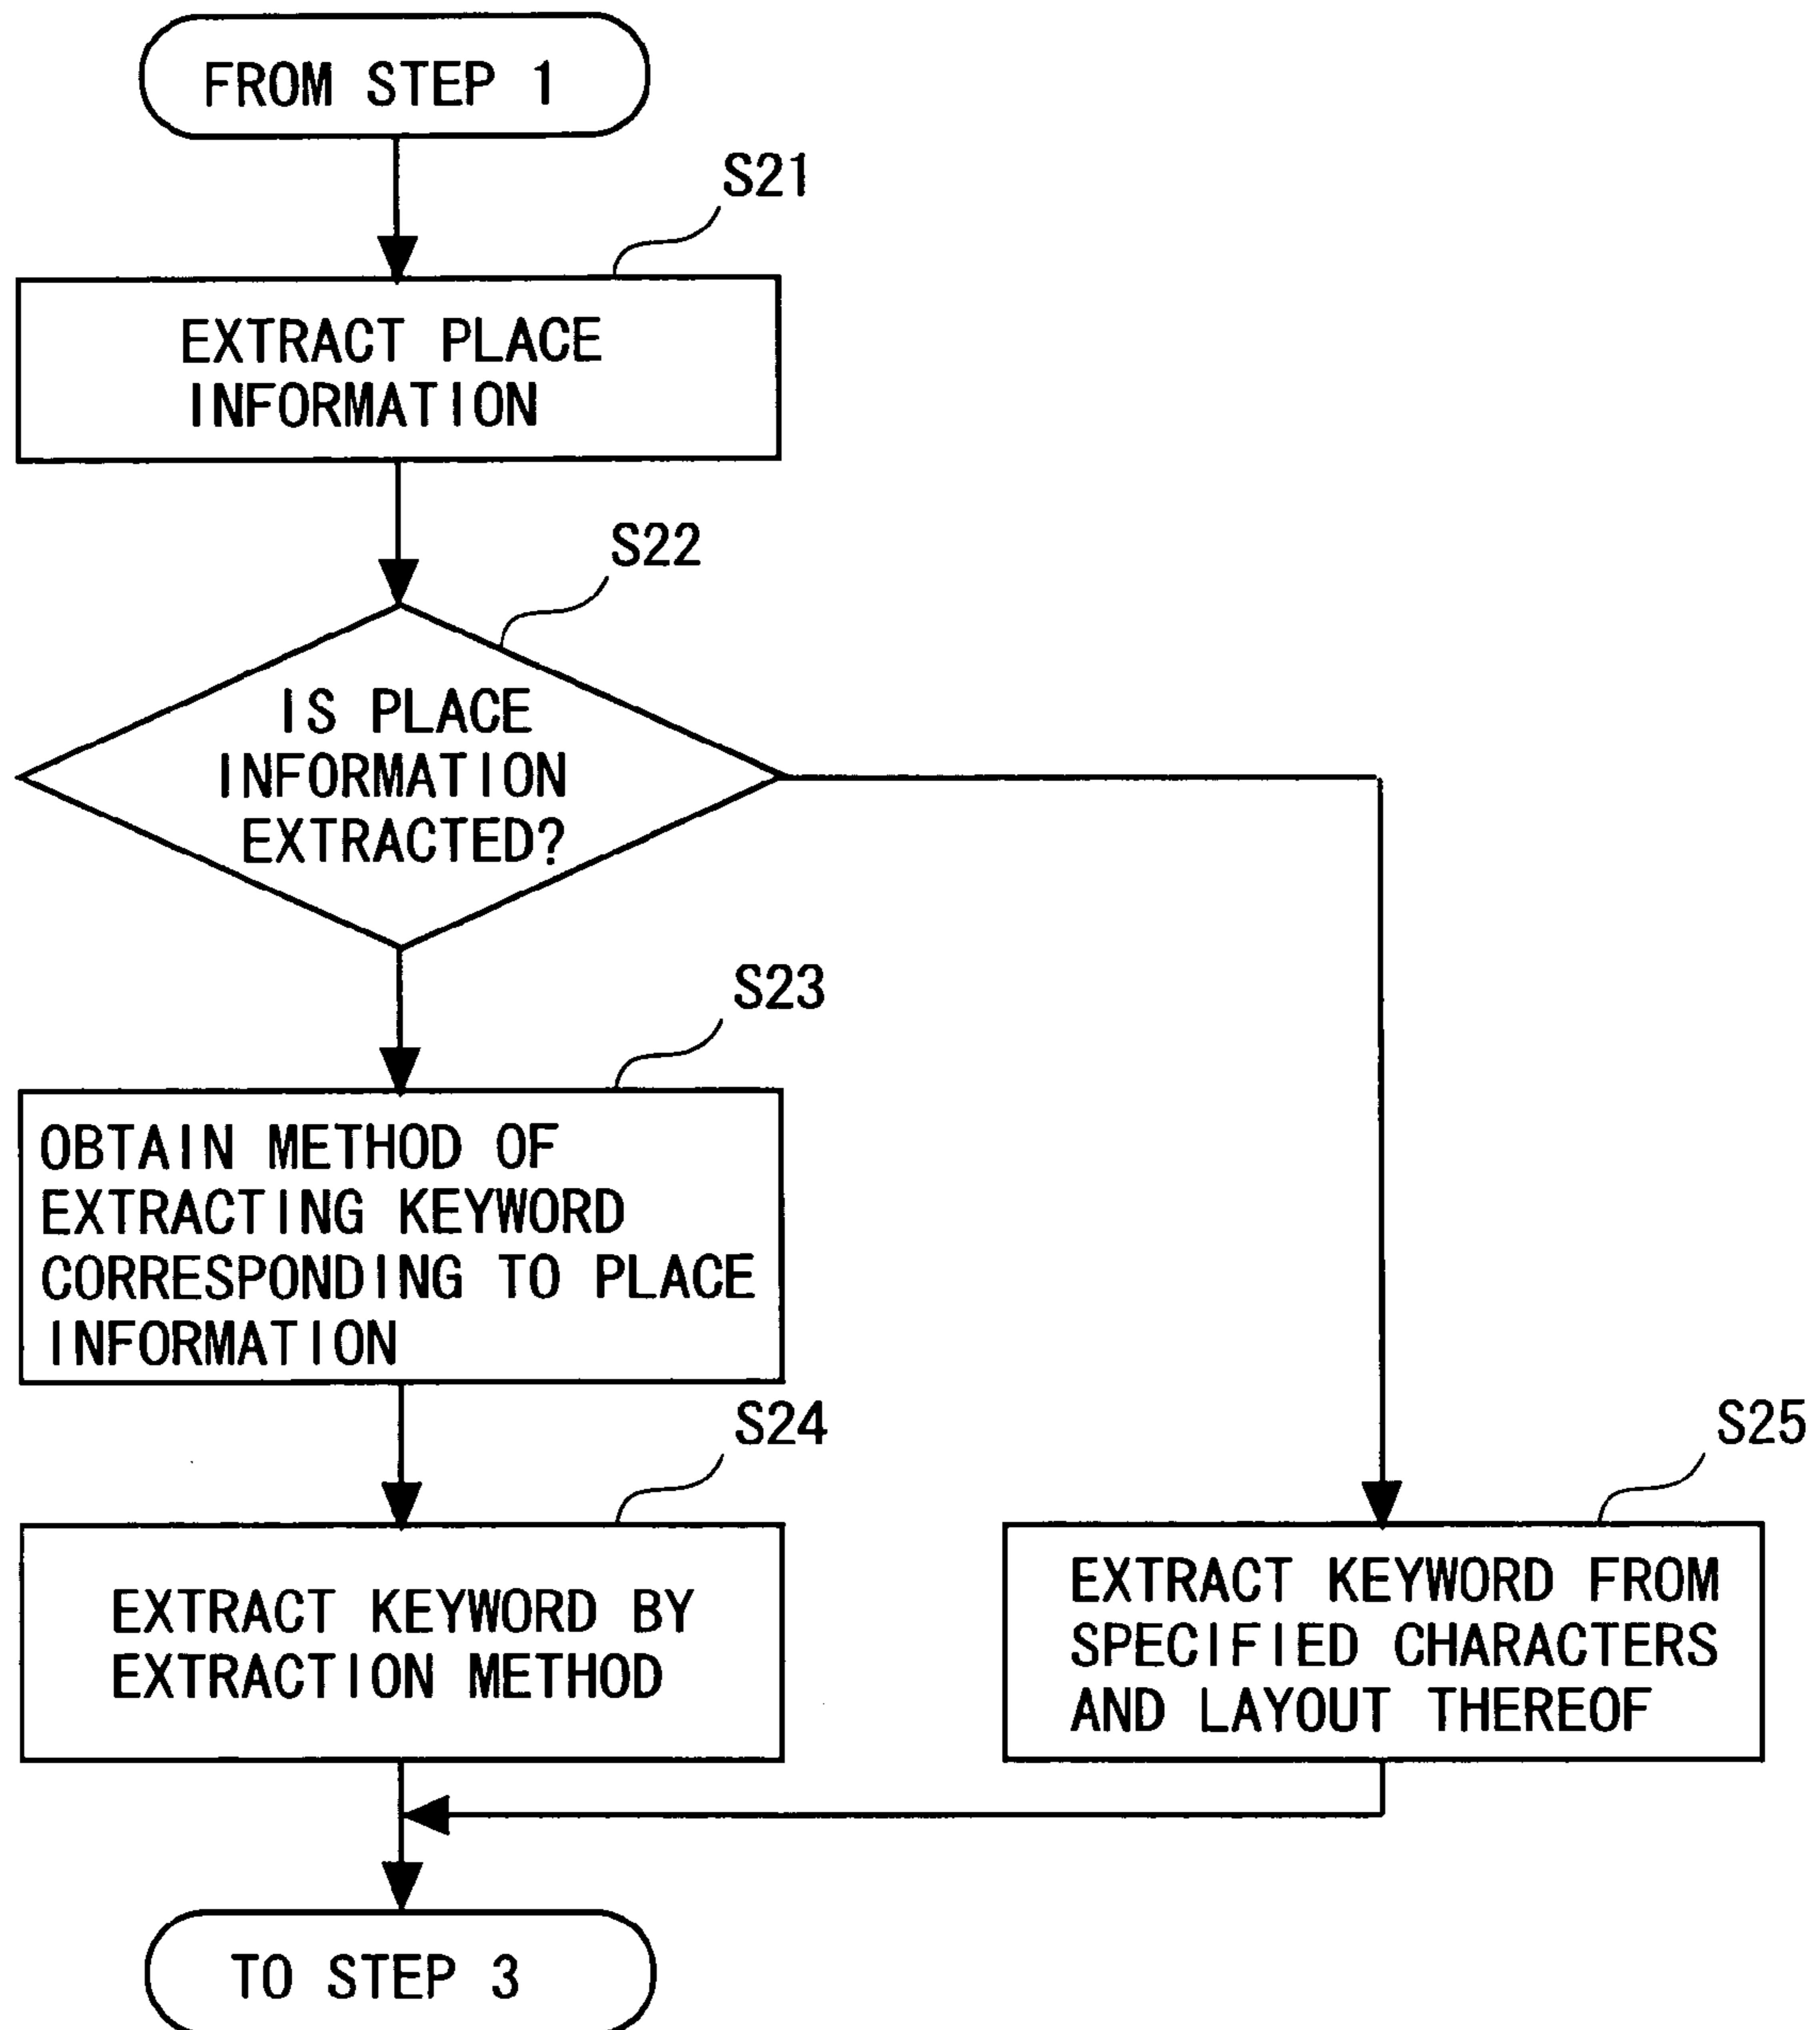 FROM STEP 1
S21
EXTRACT PLACE
INFORMATION
S22
IS PLACE
INFORMATION
EXTRACTED?
S23
OBTAIN METHOD OF
EXTRACTING KEYWORD
CORRESPONDING TO PLACE
INFORMATION
S24
EXTRACT KEYWORD BY
EXTRACTION METHOD
S25
EXTRACT KEYWORD FROM
SPECIFIED CHARACTERS
AND LAYOUT THEREOF
TO STEP 3